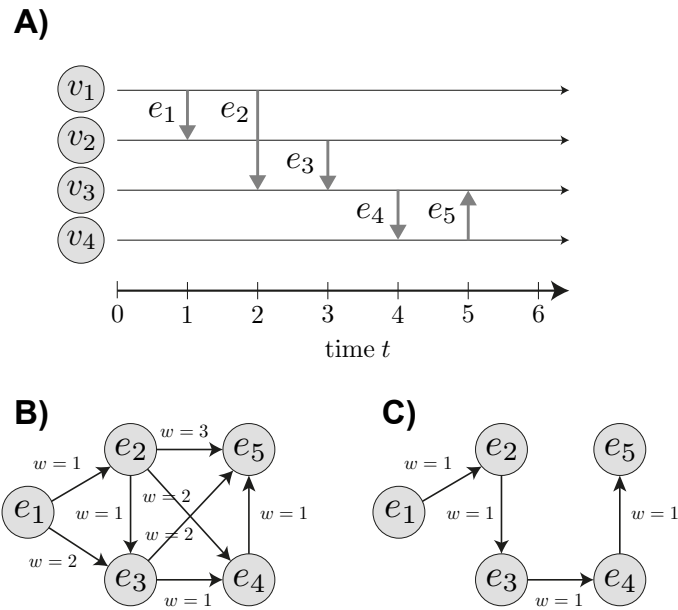 A)
v₁
e₁ e₂
v₂
e₃
v₃
e₄ e₅
v₄
0 1 2 3 4 5 6
time t
B)
e₂ w = 3 e₅
w = 1
e₁ w = 1 w = 2 w = 1
w = 2
w = 2
e₃ e₄
w = 1
C)
e₂ e₅
w = 1
e₁ w = 1 w = 1
e₃ e₄
w = 1